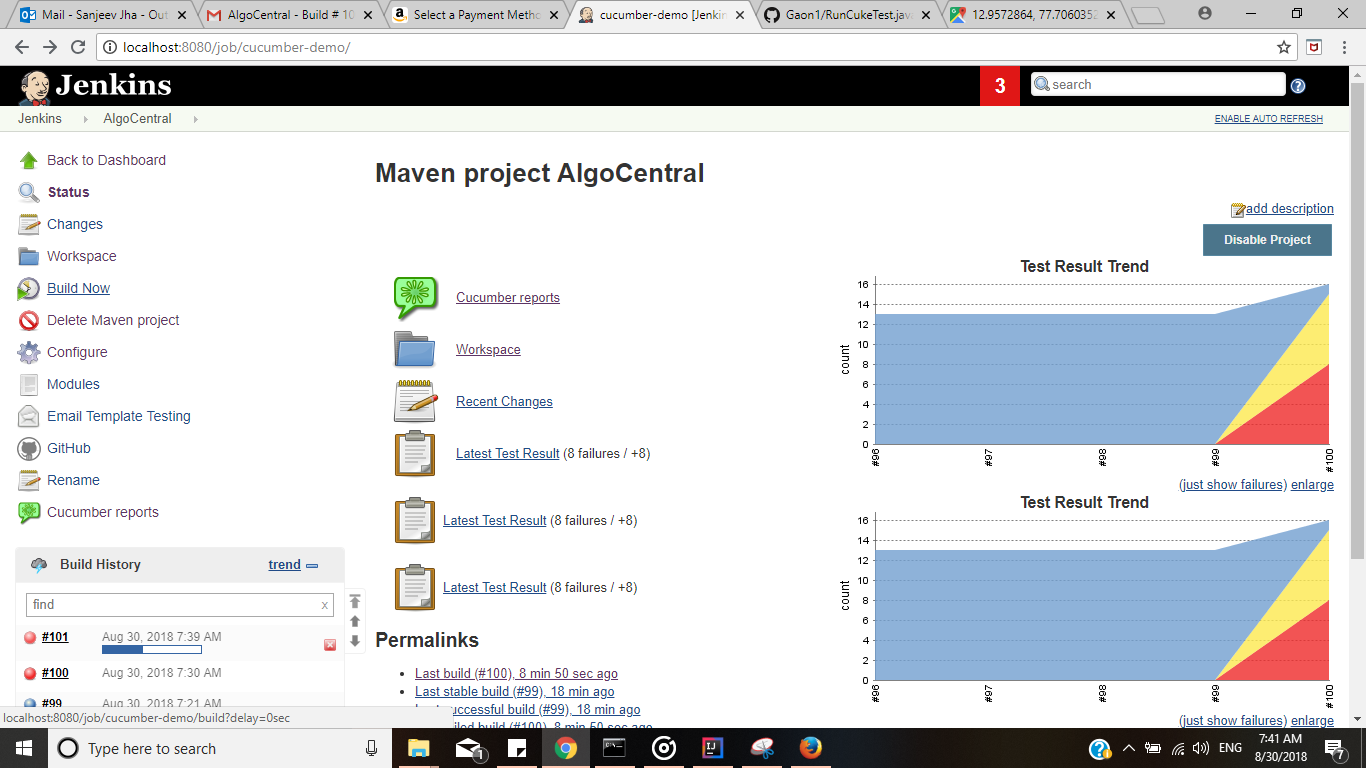 Mail - Sanjeev Jha - Out
AlgoCentral - Build # 10
Select a Payment Metho
cucumber-demo [Jenkin
Gaon1/RunCukeTest.jav
12.9572864, 77.7060352
localhost:8080/job/cucumber-demo/
Jenkins
3
search
Jenkins
AlgoCentral
ENABLE AUTO REFRESH
Back to Dashboard
Status
Changes
Workspace
Build Now
Delete Maven project
Configure
Modules
Email Template Testing
GitHub
Rename
Cucumber reports
Build History
trend
find
x
#101
Aug 30, 2018 7:39 AM
#100
Aug 30, 2018 7:30 AM
#99
Aug 30, 2018 7:21 AM
localhost:8080/job/cucumber-demo/build?delay=0sec
Maven project AlgoCentral
add description
Disable Project
Cucumber reports
Workspace
Recent Changes
Latest Test Result (8 failures / +8)
Latest Test Result (8 failures / +8)
Latest Test Result (8 failures / +8)
Permalinks
Last build (#100), 8 min 50 sec ago
Last stable build (#99), 18 min ago
successful build (#99), 18 min ago
build (#100), 8 min 50 sec ago
Test Result Trend
16
14
12
10
8
6
4
2
0
count
#96
#97
#98
#99
#100
(just show failures) enlarge
Test Result Trend
16
14
12
10
8
6
4
2
0
count
#96
#97
#98
#99
#100
(just show failures) enlarge
Type here to search
1
ENG
7:41 AM
8/30/2018
7